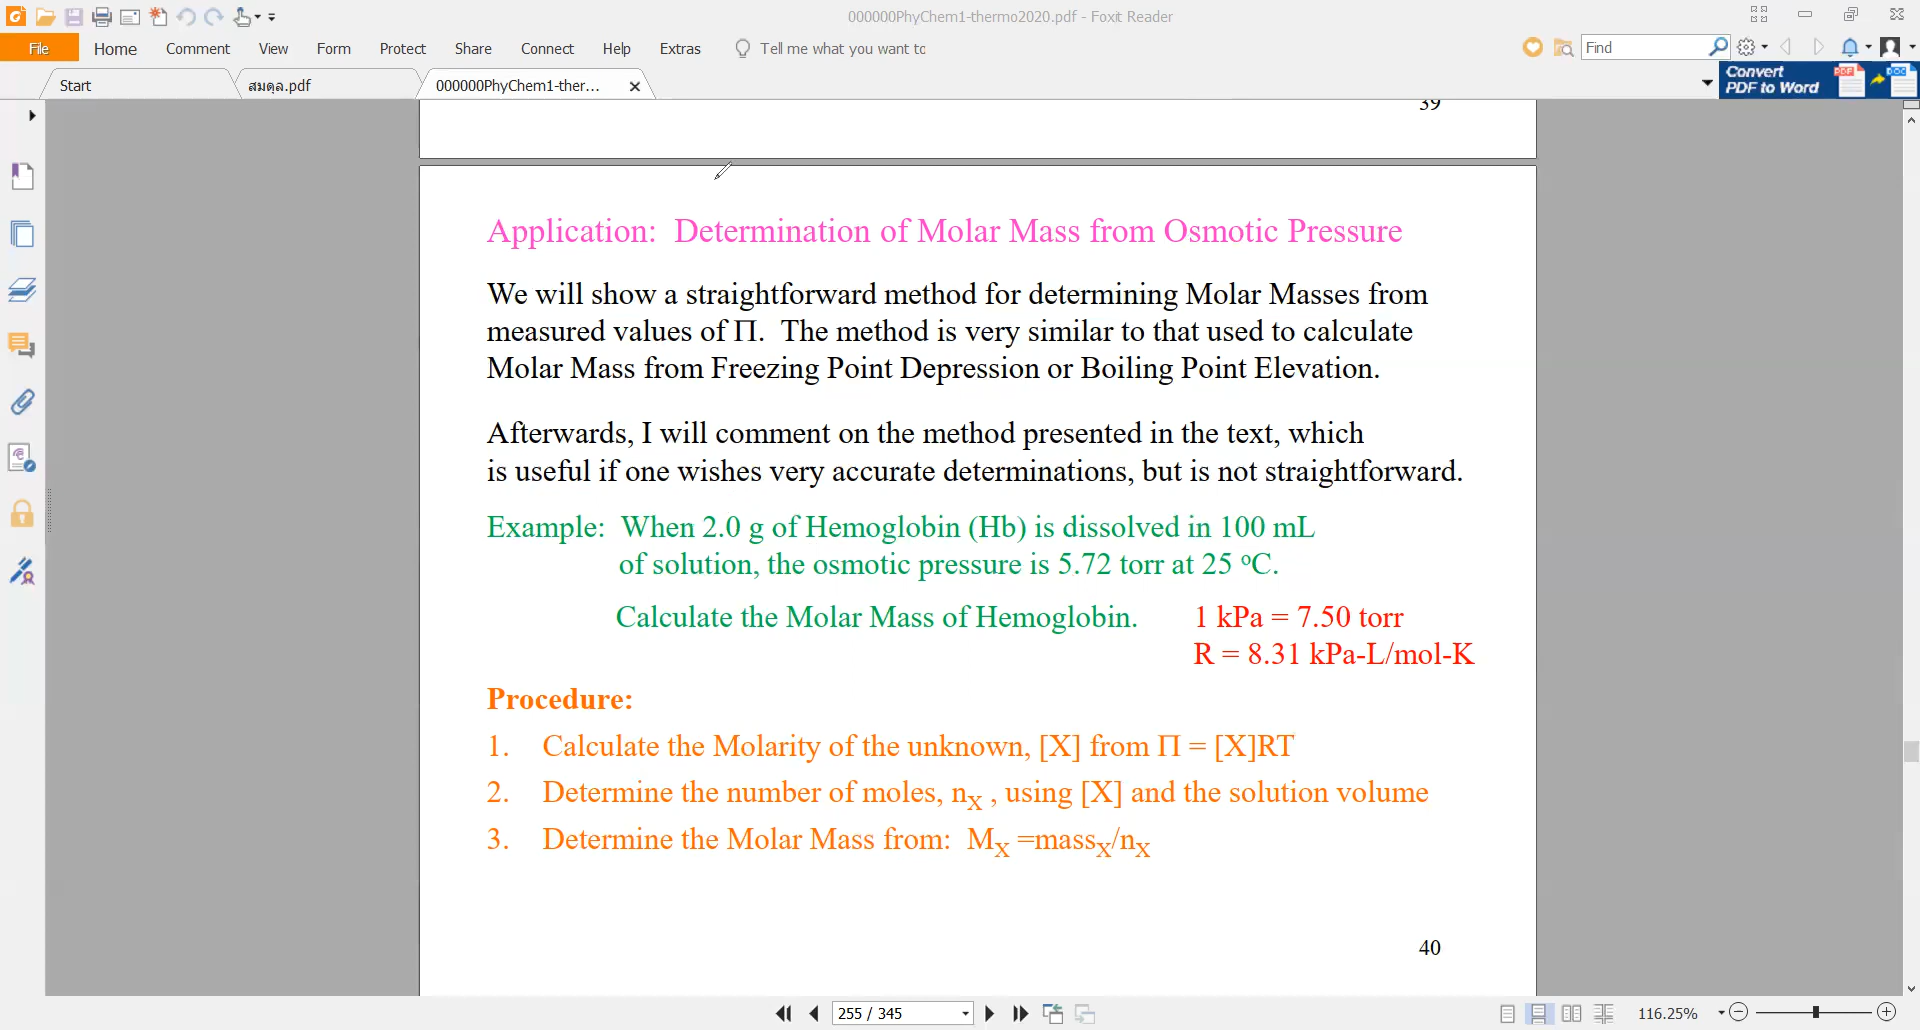 000000PhyChem1-thermo2020.pdf - Foxit Reader
File Home Comment View Form Protect Share Connect Help Extras Tell me what you want to
Find
Start สมดุล.pdf 000000PhyChem1-ther...
Convert
PDF to Word
PDF DOC
39
Application: Determination of Molar Mass from Osmotic Pressure
We will show a straightforward method for determining Molar Masses from
measured values of Π. The method is very similar to that used to calculate
Molar Mass from Freezing Point Depression or Boiling Point Elevation.
Afterwards, I will comment on the method presented in the text, which
is useful if one wishes very accurate determinations, but is not straightforward.
Example: When 2.0 g of Hemoglobin (Hb) is dissolved in 100 mL
of solution, the osmotic pressure is 5.72 torr at 25 ºC.
Calculate the Molar Mass of Hemoglobin. 1 kPa = 7.50 torr
R = 8.31 kPa-L/mol-K
Procedure:
1. Calculate the Molarity of the unknown, [X] from Π = [X]RT
2. Determine the number of moles, nX , using [X] and the solution volume
3. Determine the Molar Mass from: MX =massX/nX
40
255 / 345
116.25%